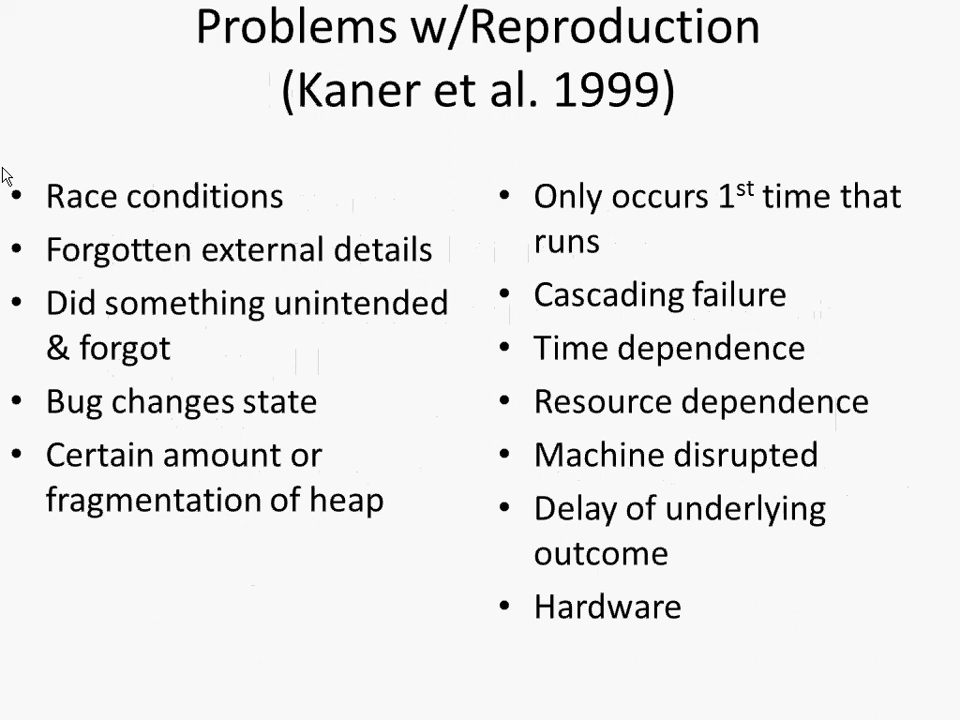 Problems w/Reproduction
(Kaner et al. 1999)
• Race conditions
• Forgotten external details
• Did something unintended
& forgot
• Bug changes state
• Certain amount or
fragmentation of heap
• Only occurs 1st time that
runs
• Cascading failure
• Time dependence
• Resource dependence
• Machine disrupted
• Delay of underlying
outcome
• Hardware